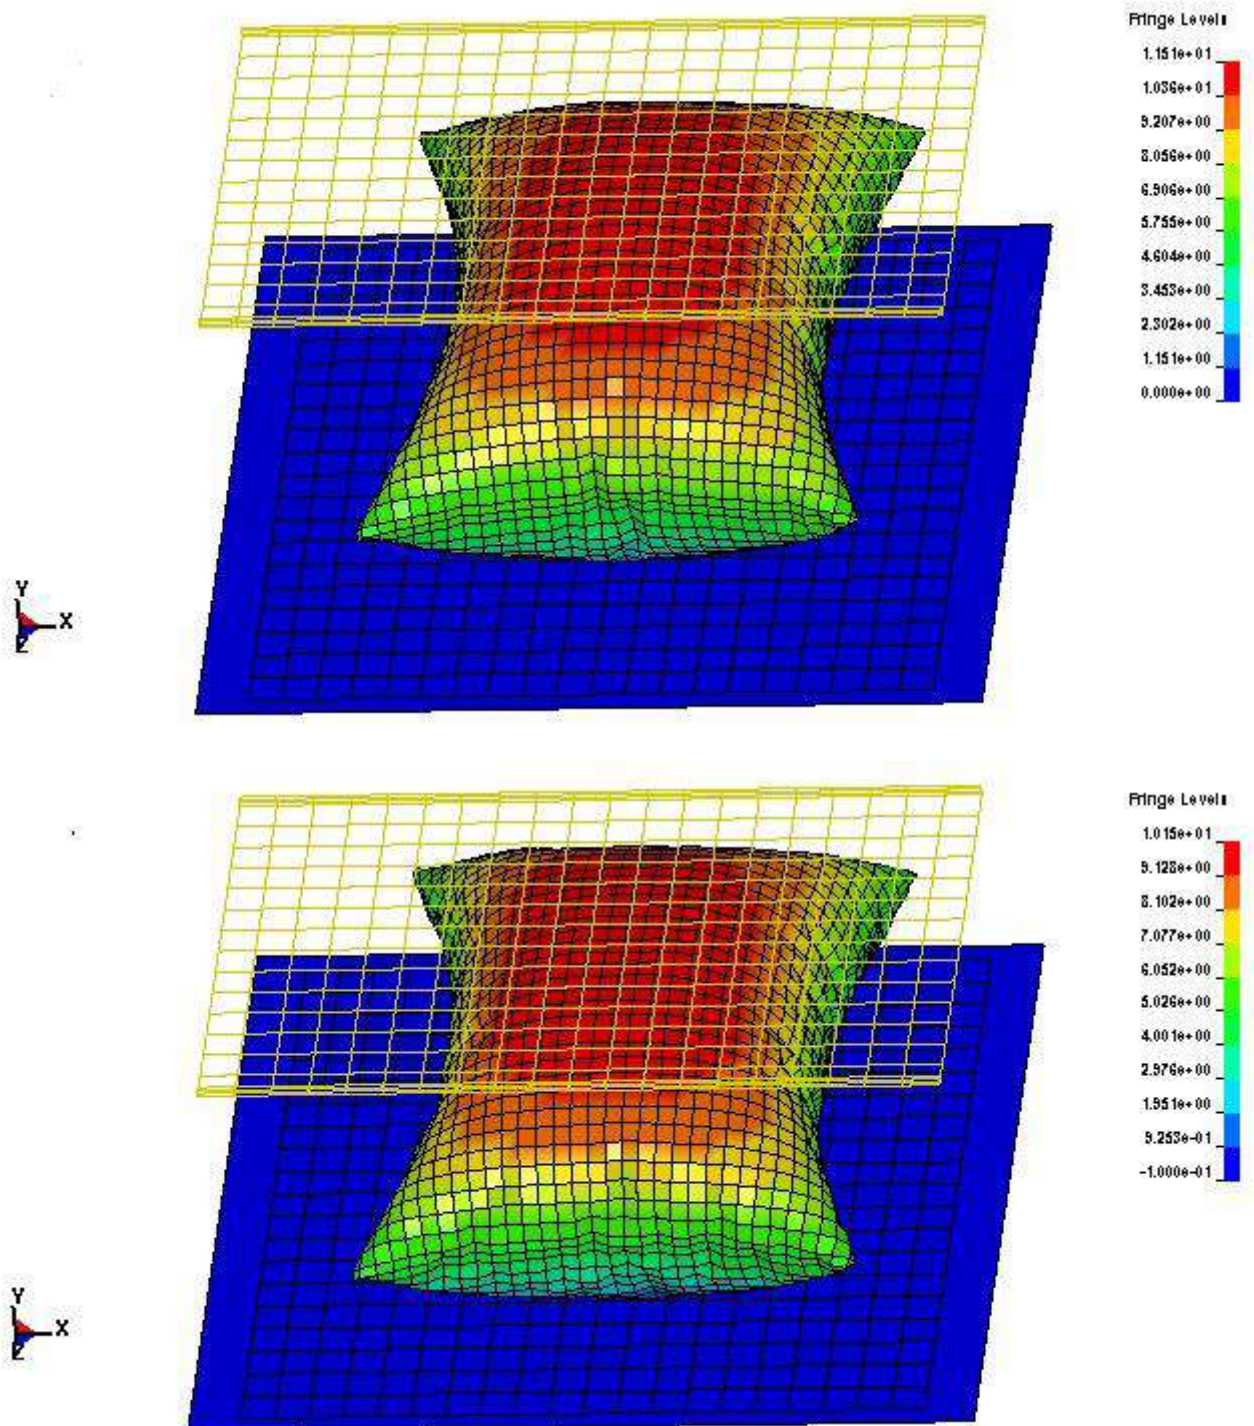 Fringe Levels
1.151e+01
1.036e+01
9.207e+00
8.056e+00
6.906e+00
5.755e+00
4.604e+00
3.453e+00
2.302e+00
1.151e+00
0.000e+00
Y
X
Z
Fringe Levels
1.015e+01
9.128e+00
8.102e+00
7.077e+00
6.052e+00
5.026e+00
4.001e+00
2.976e+00
1.951e+00
9.253e-01
-1.000e-01
Y
X
Z